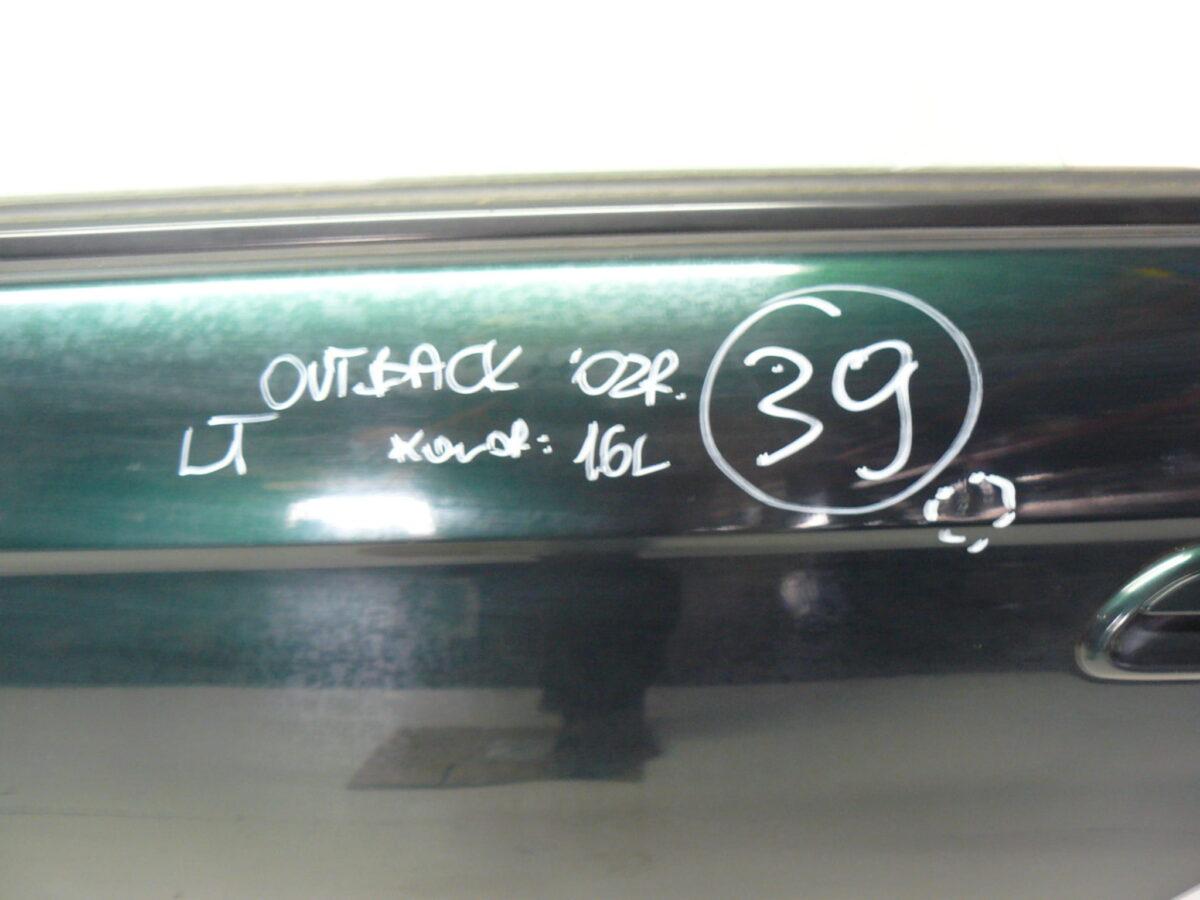 OUTBACK '02R.
LT KOLOR: 16L
39